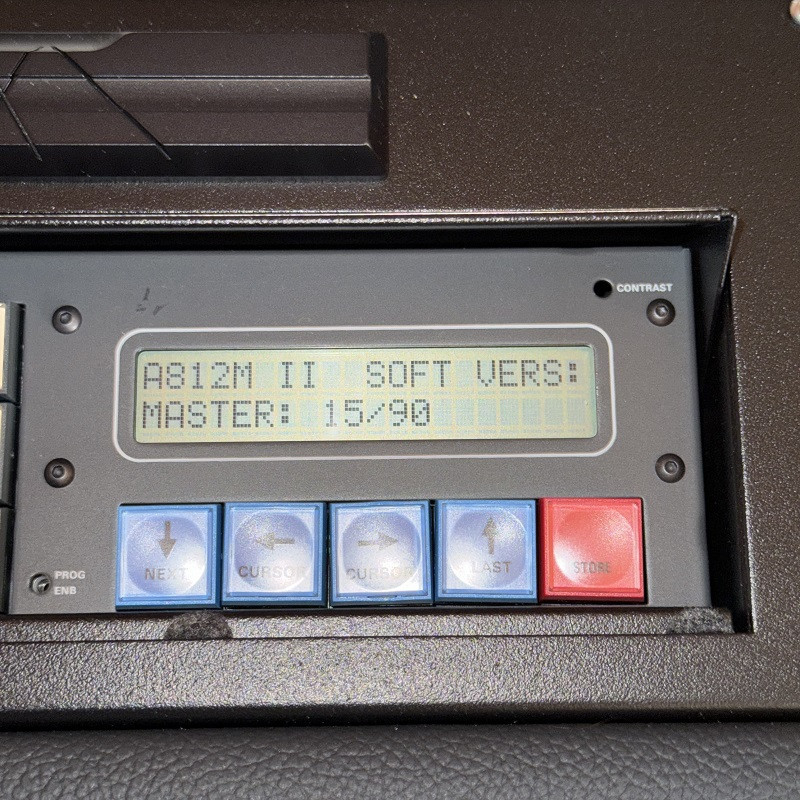 CONTRAST
A812M II SOFT VERS:
MASTER: 15/90
NEXT
CURSOR
CURSOR
LAST
STORE
PROG
ENB